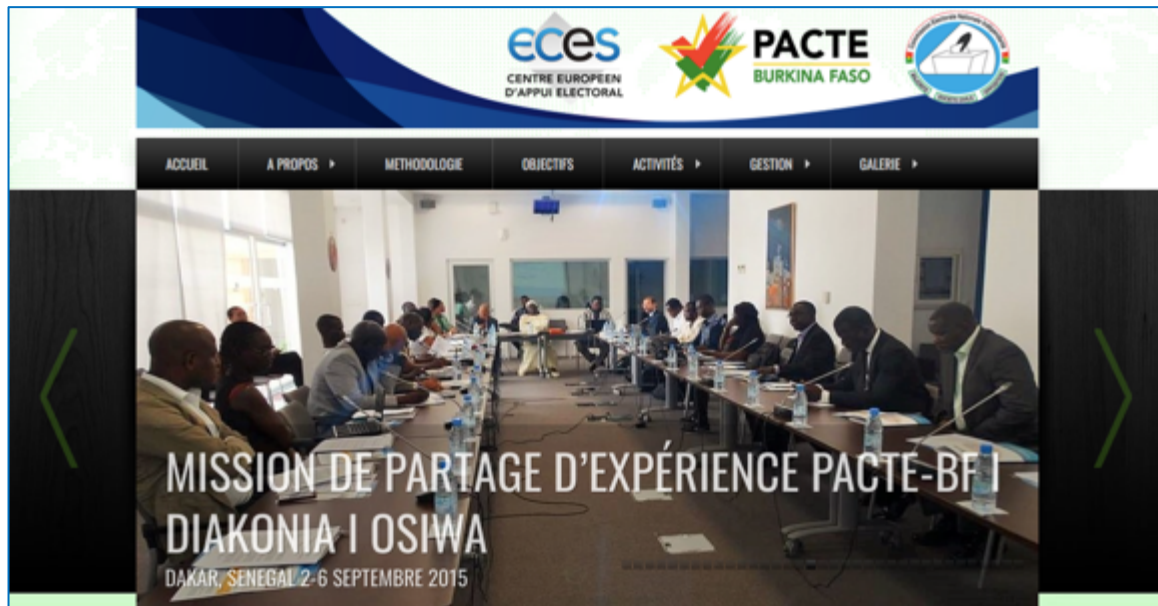 eces
CENTRE EUROPEEN
D'APPUI ELECTORAL
PACTE
BURKINA FASO
ACCUEIL
A PROPOS
METHODOLOGIE
OBJECTIFS
ACTIVITÉS
GESTION
GALERIE
MISSION DE PARTAGE D'EXPÉRIENCE PACTE-BF I
DIAKONIA I OSIWA
DAKAR, SENEGAL 2-6 SEPTEMBRE 2015